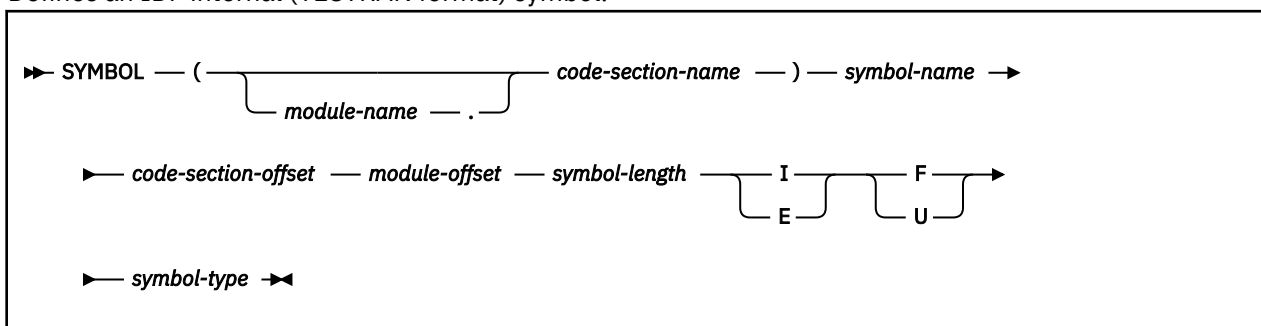 Defines an IDF internal (TESTRAN format) symbol.
SYMBOL ( code-section-name ) symbol-name
module-name .
code-section-offset module-offset symbol-length I F
E U
symbol-type